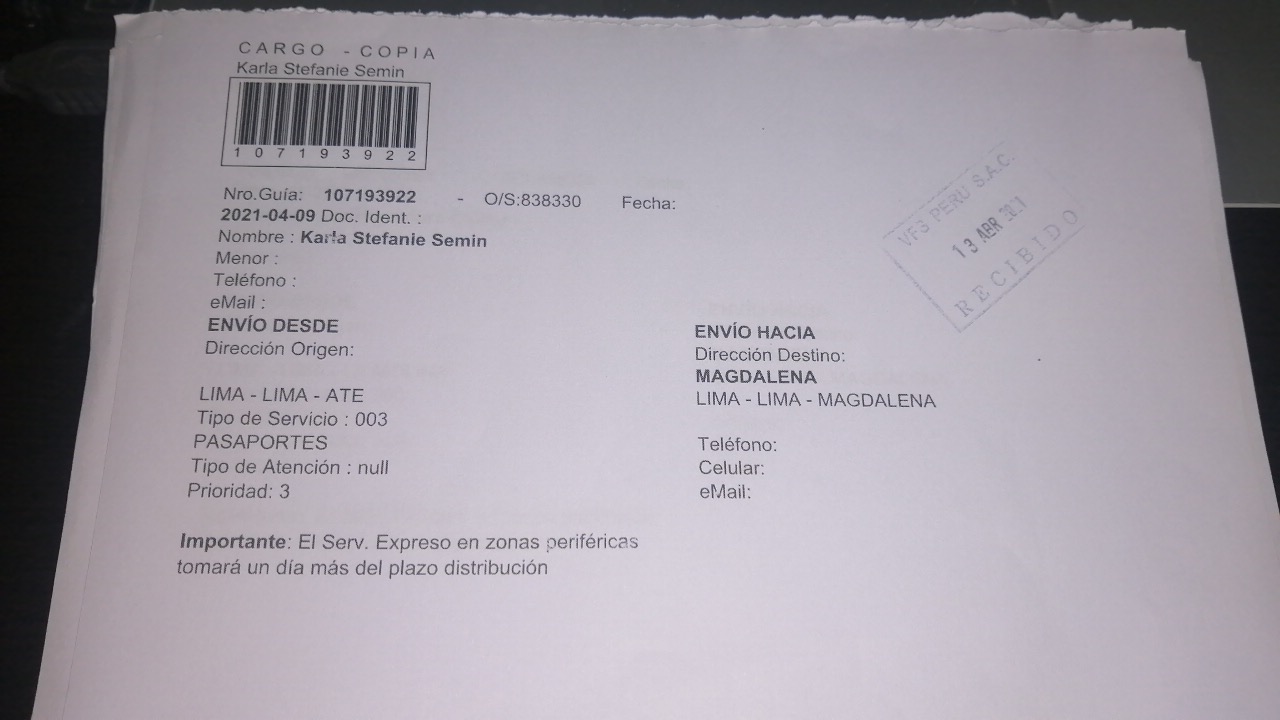 CARGO - COPIA
Karla Stefanie Semin
107193922
Nro.Guía: 107193922 - O/S:838330 Fecha:
2021-04-09 Doc. Ident. :
Nombre : Karla Stefanie Semin
Menor :
Teléfono :
eMail :
ENVÍO DESDE
Dirección Origen:
LIMA - LIMA - ATE
Tipo de Servicio : 003
PASAPORTES
Tipo de Atención : null
Prioridad: 3
ENVÍO HACIA
Dirección Destino:
MAGDALENA
LIMA - LIMA - MAGDALENA
Teléfono:
Celular:
eMail:
Importante: El Serv. Expreso en zonas periféricas
tomará un día más del plazo distribución
VFS PERU S.A.C.
13 ABR 2021
RECIBIDO